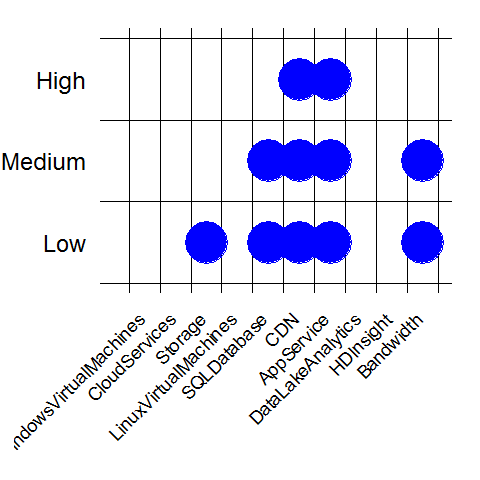 High
Medium
Low
ndowsVirtualMachines
CloudServices
Storage
LinuxVirtualMachines
SQLDatabase
CDN
AppService
DataLakeAnalytics
HDInsight
Bandwidth